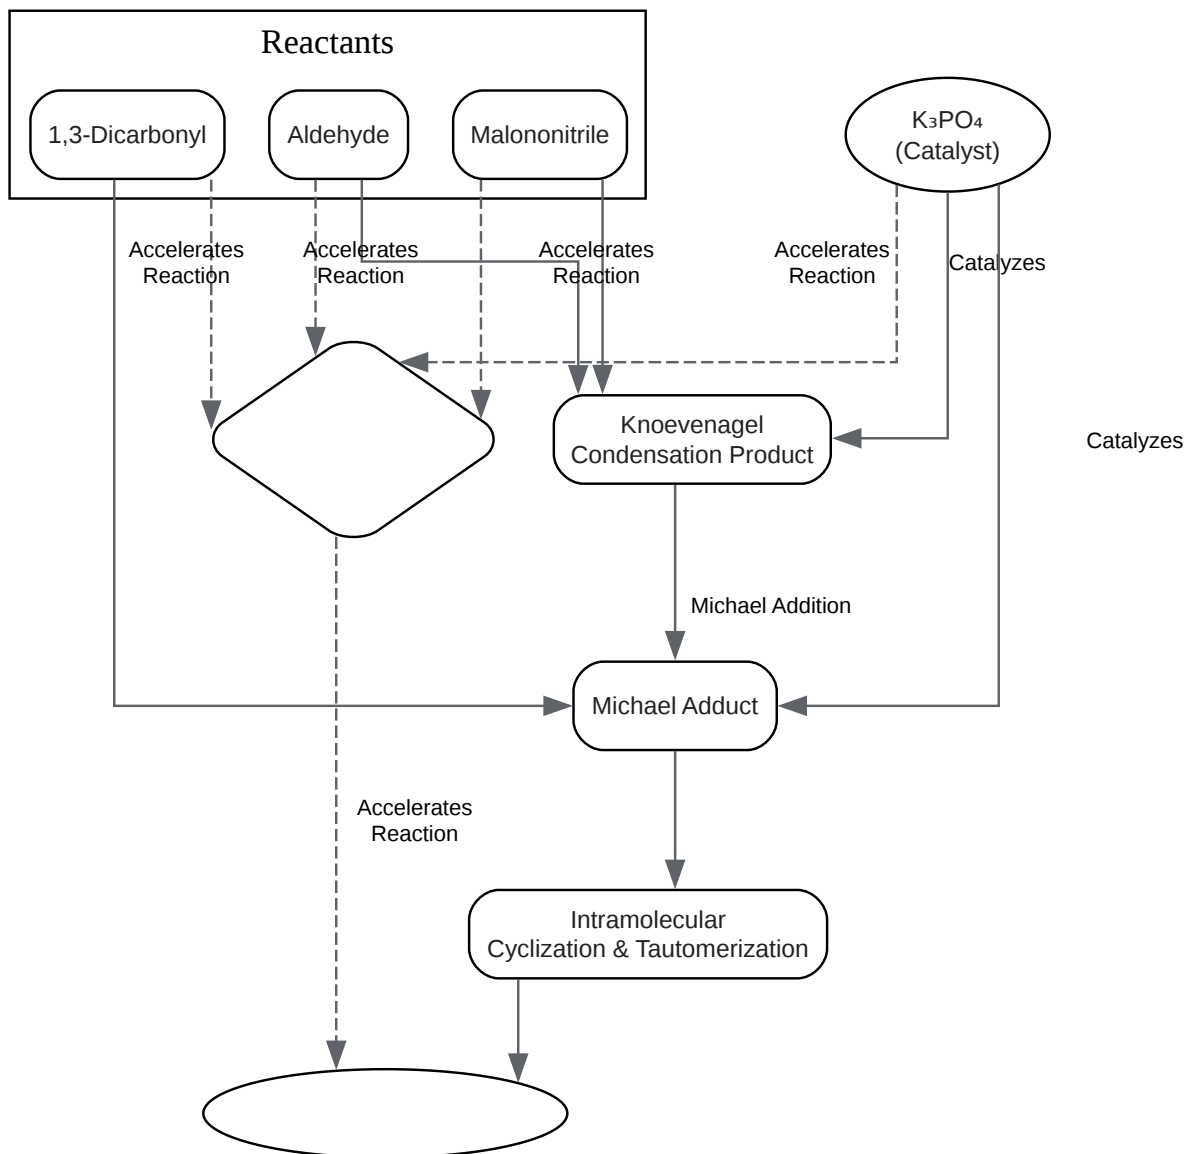 Reactants
1,3-Dicarbonyl
Aldehyde
Malononitrile
K₃PO₄
(Catalyst)
Accelerates
Reaction
Accelerates
Reaction
Accelerates
Reaction
Accelerates
Reaction
Catalyzes
Knoevenagel
Condensation Product
Catalyzes
Michael Addition
Michael Adduct
Accelerates
Reaction
Intramolecular
Cyclization & Tautomerization